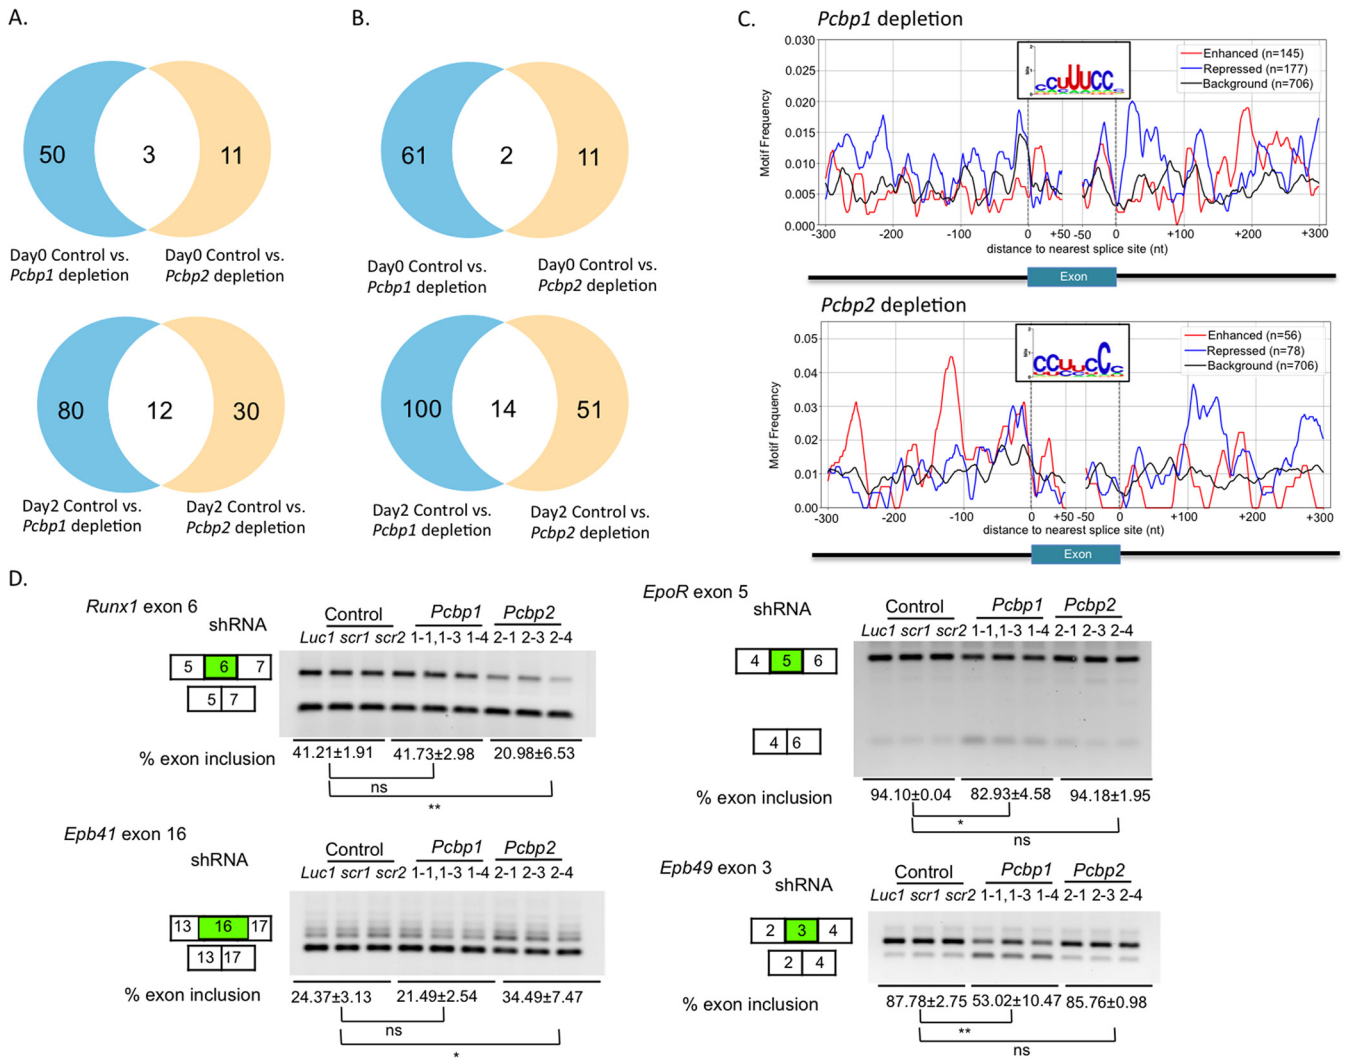 A.
50
3
11
Day0 Control vs.
Pcbp1 depletion
Day0 Control vs.
Pcbp2 depletion
80
12
30
Day2 Control vs.
Pcbp1 depletion
Day2 Control vs.
Pcbp2 depletion
B.
61
2
11
Day0 Control vs.
Pcbp1 depletion
Day0 Control vs.
Pcbp2 depletion
100
14
51
Day2 Control vs.
Pcbp1 depletion
Day2 Control vs.
Pcbp2 depletion
C.
Pcbp1 depletion
Motif Frequency
0.030
0.025
0.020
0.015
0.010
0.005
0.000
CCUUUCC
Enhanced (n=145)
Repressed (n=177)
Background (n=706)
-300 -200 -100 0 +50 -50 0 +100 +200 +300
distance to nearest splice site (nt)
Exon
Pcbp2 depletion
Motif Frequency
0.05
0.04
0.03
0.02
0.01
0.00
CCUUCCC
Enhanced (n=56)
Repressed (n=78)
Background (n=706)
-300 -200 -100 0 +50 -50 0 +100 +200 +300
distance to nearest splice site (nt)
Exon
D.
Runx1 exon 6
shRNA
Control Pcbp1 Pcbp2
Luc1 scr1 scr2 1-1,1-3 1-4 2-1 2-3 2-4
5 6 7
5 7
% exon inclusion
41.21±1.91 41.73±2.98 20.98±6.53
ns
**
EpoR exon 5
shRNA
Control Pcbp1 Pcbp2
Luc1 scr1 scr2 1-1,1-3 1-4 2-1 2-3 2-4
4 5 6
4 6
% exon inclusion
94.10±0.04 82.93±4.58 94.18±1.95
*
ns
Epb41 exon 16
shRNA
Control Pcbp1 Pcbp2
Luc1 scr1 scr2 1-1,1-3 1-4 2-1 2-3 2-4
13 16 17
13 17
% exon inclusion
24.37±3.13 21.49±2.54 34.49±7.47
ns
*
Epb49 exon 3
shRNA
Control Pcbp1 Pcbp2
Luc1 scr1 scr2 1-1,1-3 1-4 2-1 2-3 2-4
2 3 4
2 4
% exon inclusion
87.78±2.75 53.02±10.47 85.76±0.98
**
ns